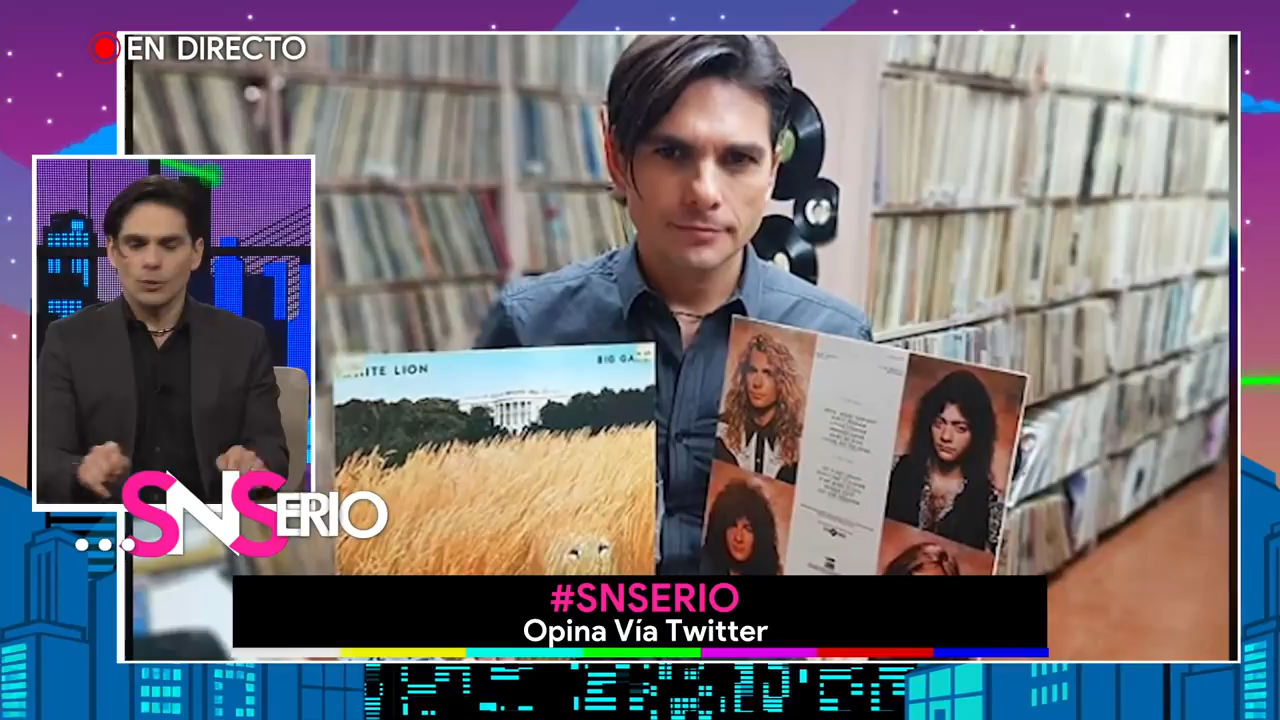 EN DIRECTO
ITE LION
BIG GA
...SNSERIO
#SNSERIO
Opina Vía Twitter